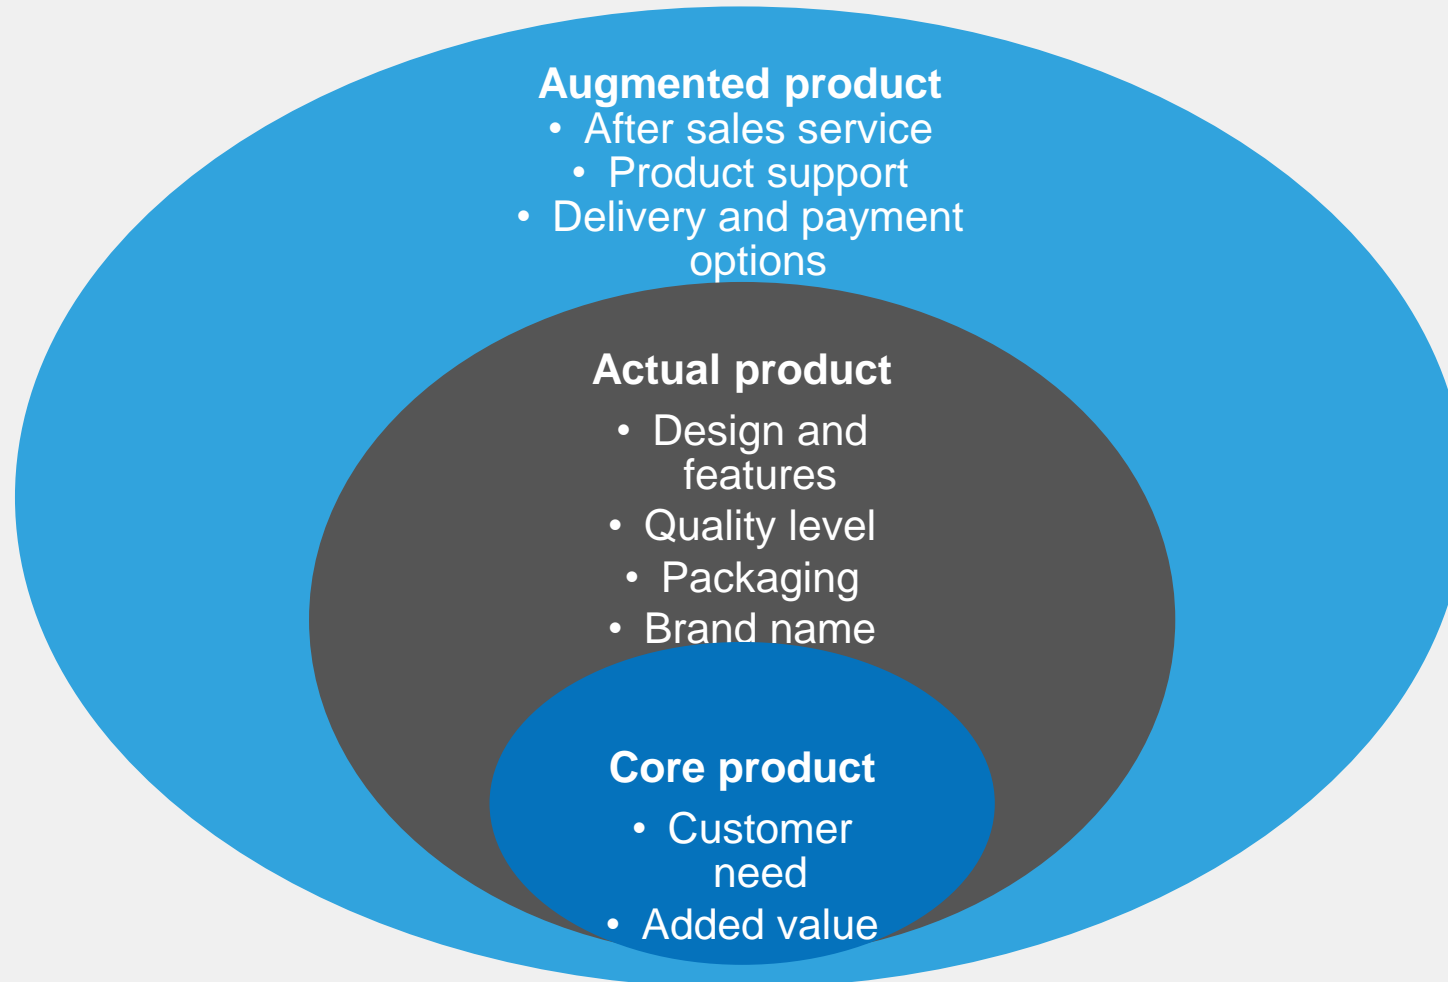 Augmented product
• After sales service
• Product support
• Delivery and payment
options
Actual product
• Design and
features
• Quality level
• Packaging
• Brand name
Core product
• Customer
need
• Added value